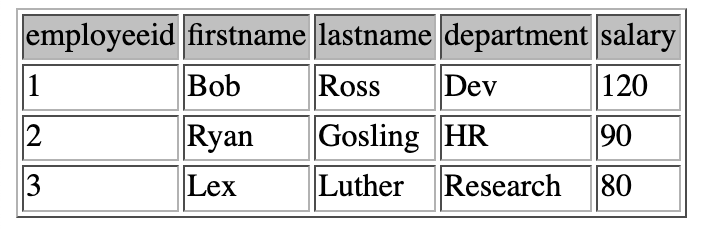 employeeid firstname lastname department salary
1 Bob Ross Dev 120
2 Ryan Gosling HR 90
3 Lex Luther Research 80